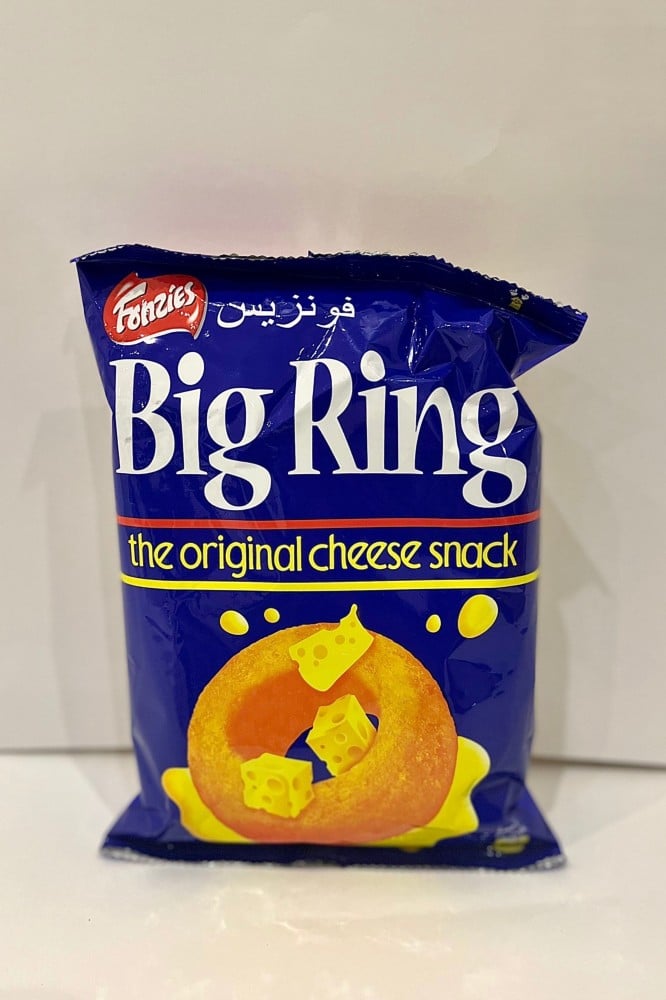 Fonzies فونزيس
Big Ring
the original cheese snack